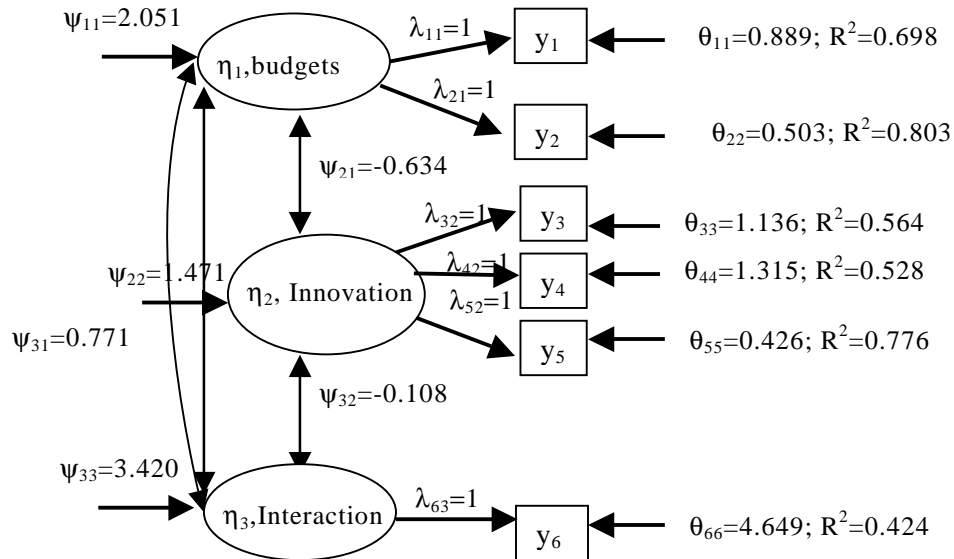 ψ₁₁=2.051
λ₁₁=1
y₁
θ₁₁=0.889; R²=0.698
η₁,budgets
λ₂₁=1
y₂
θ₂₂=0.503; R²=0.803
ψ₂₁=-0.634
λ₃₂=1
y₃
θ₃₃=1.136; R²=0.564
ψ₂₂=1.471
η₂, Innovation
λ₄₂=1
y₄
θ₄₄=1.315; R²=0.528
λ₅₂=1
ψ₃₁=0.771
y₅
θ₅₅=0.426; R²=0.776
ψ₃₂=-0.108
ψ₃₃=3.420
η₃,Interaction
λ₆₃=1
y₆
θ₆₆=4.649; R²=0.424